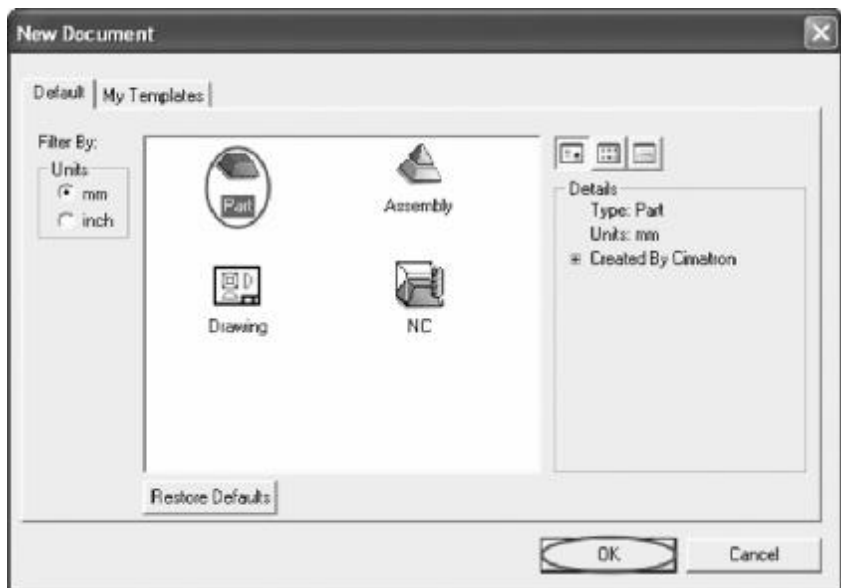 New Document
Default
My Templates
Filter By:
Units
mm
inch
Part
Assembly
Drawing
NC
Details
Type: Part
Units: mm
Created By Cimatron
Restore Defaults
OK
Cancel